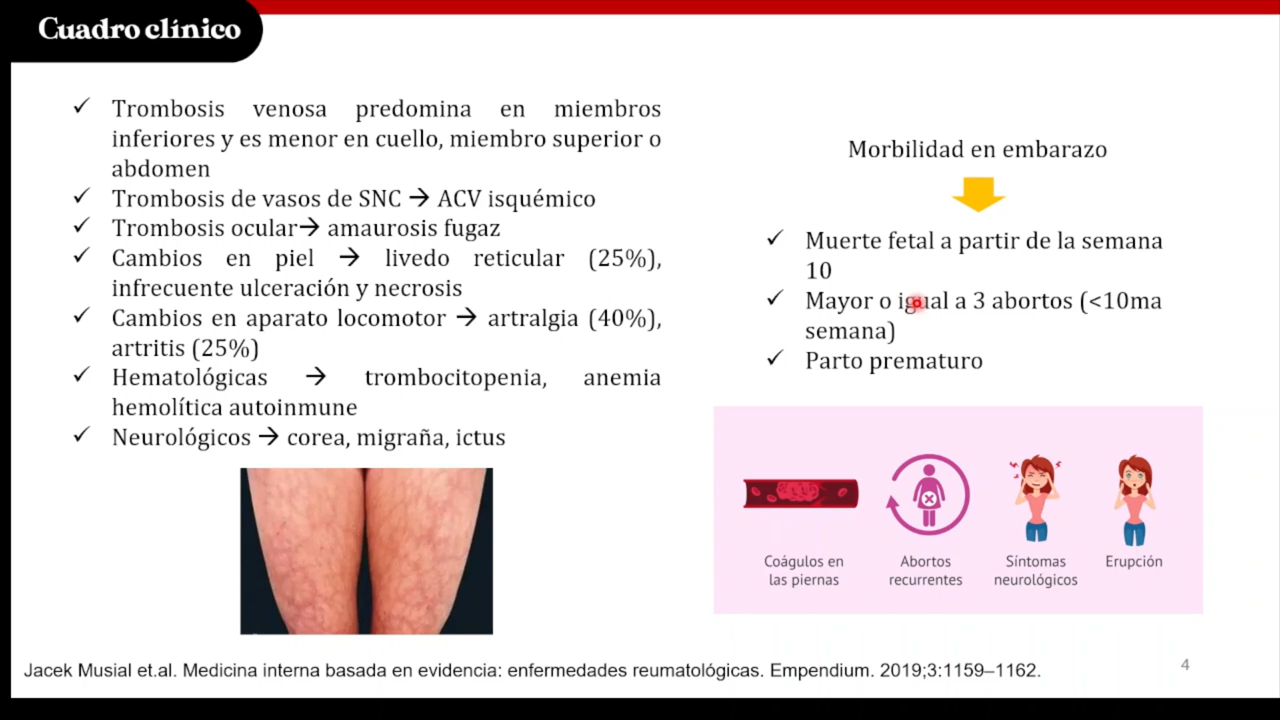 Cuadro clínico
✓ Trombosis venosa predomina en miembros
inferiores y es menor en cuello, miembro superior o
abdomen
✓ Trombosis de vasos de SNC → ACV isquémico
✓ Trombosis ocular→ amaurosis fugaz
✓ Cambios en piel → livedo reticular (25%),
infrecuente ulceración y necrosis
✓ Cambios en aparato locomotor → artralgia (40%),
artritis (25%)
✓ Hematológicas → trombocitopenia, anemia
hemolítica autoinmune
✓ Neurológicos → corea, migraña, ictus
Morbilidad en embarazo
✓ Muerte fetal a partir de la semana
10
✓ Mayor o igual a 3 abortos (<10ma
semana)
✓ Parto prematuro
Coágulos en
las piernas
Abortos
recurrentes
Síntomas
neurológicos
Erupción
Jacek Musial et.al. Medicina interna basada en evidencia: enfermedades reumatológicas. Empendium. 2019;3:1159–1162.
4